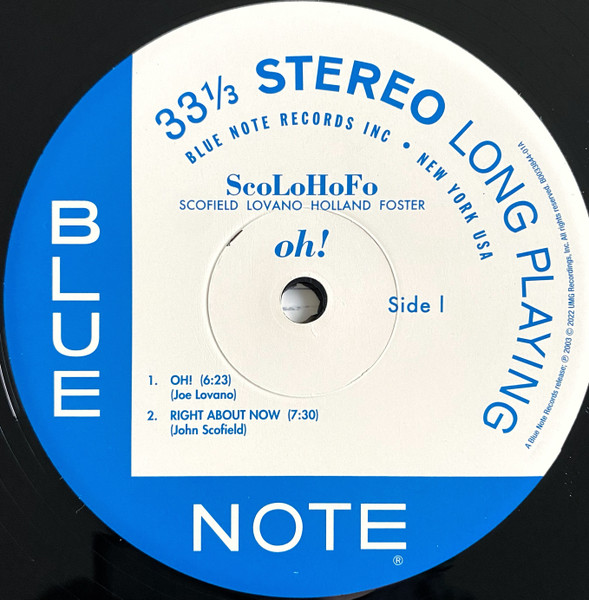 33⅓ STEREO LONG PLAYING
BLUE NOTE RECORDS INC • NEW YORK USA
ScoLoHoFo
SCOFIELD LOVANO HOLLAND FOSTER
oh!
Side 1
1. OH! (6:23)
(Joe Lovano)
2. RIGHT ABOUT NOW (7:30)
(John Scofield)
A Blue Note Records release; ℗ 2003 © 2022 UMG Recordings, Inc. All rights reserved. B0033844-01A
BLUE
NOTE
®